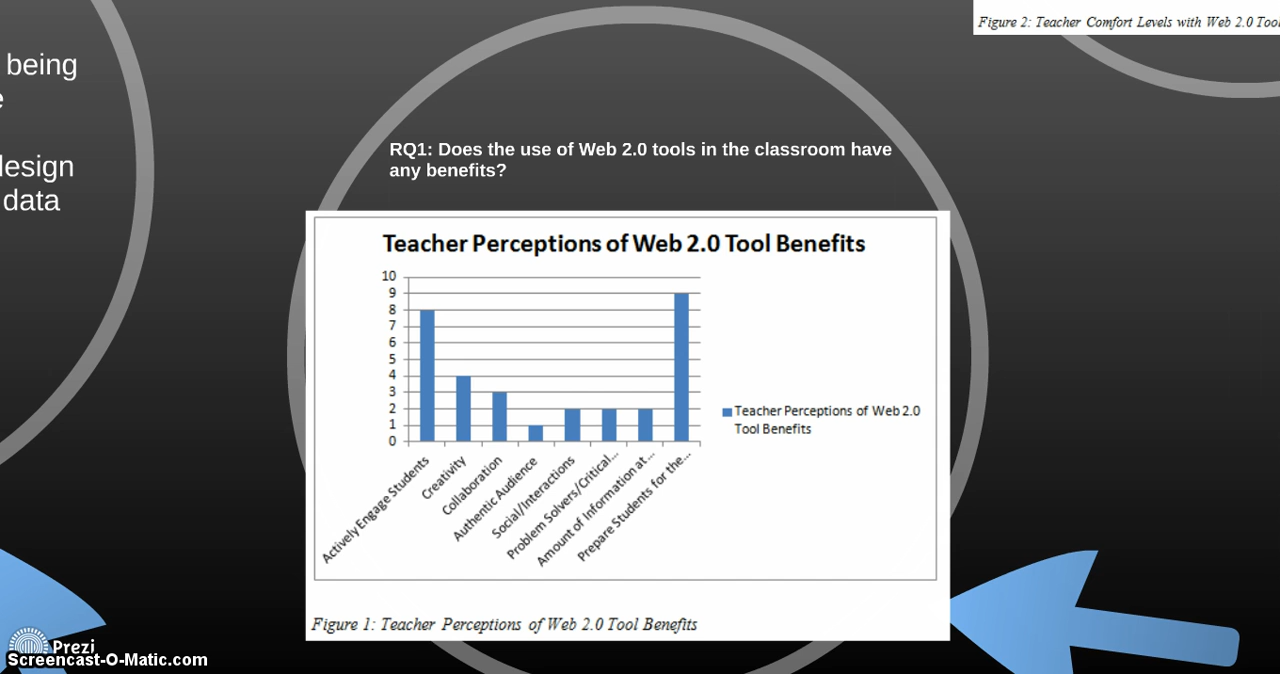 Figure 2: Teacher Comfort Levels with Web 2.0
being
design
data
RQ1: Does the use of Web 2.0 tools in the classroom have
any benefits?
Teacher Perceptions of Web 2.0 Tool Benefits
10
9
8
7
6
5
4
3
2
1
0
Actively Engage Students
Creativity
Collaboration
Authentic Audience
Social/Interactions
Problem Solvers/Critical...
Amount of Information at...
Prepare Students for the...
Teacher Perceptions of Web 2.0
Tool Benefits
Figure 1: Teacher Perceptions of Web 2.0 Tool Benefits
Prezi
Screencast-O-Matic.com